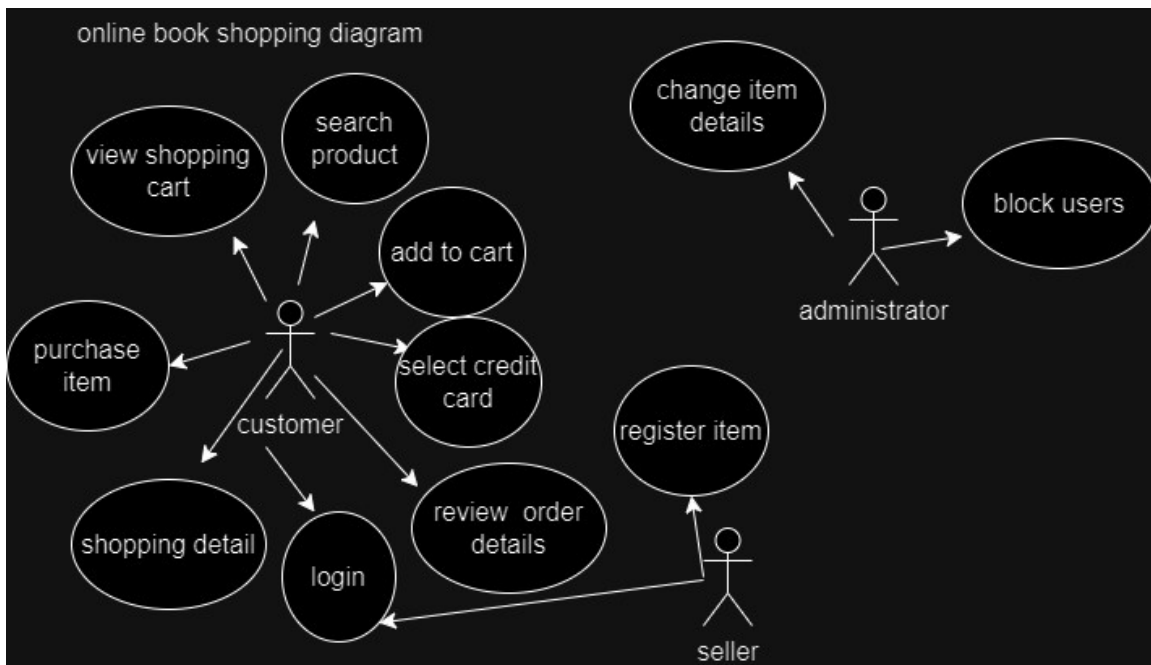 online book shopping diagram
search
product
view shopping
cart
add to cart
purchase
item
select credit
card
customer
shopping detail
login
review order
details
change item
details
block users
administrator
register item
seller